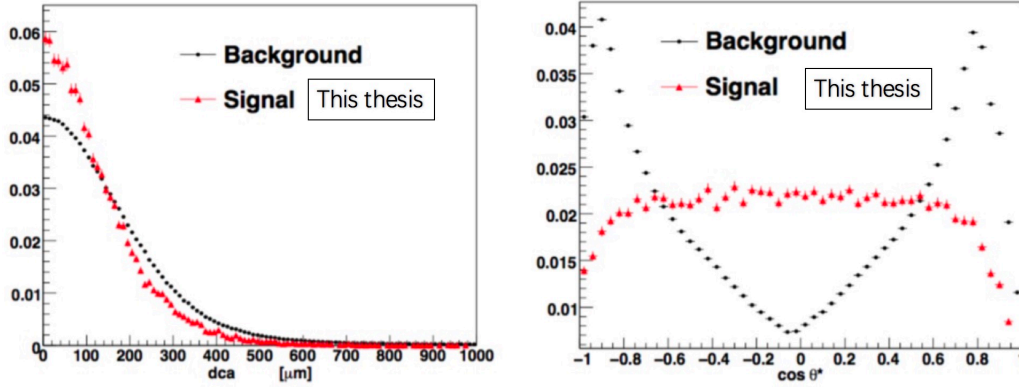 0.06
0.05
0.04
0.03
0.02
0.01
0
Background
Signal
This thesis
0 100 200 300 400 500 600 700 800 900 1000
dca [μm]
0.04
0.035
0.03
0.025
0.02
0.015
0.01
Background
Signal
This thesis
-1 -0.8 -0.6 -0.4 -0.2 0 0.2 0.4 0.6 0.8 1
cos θ*